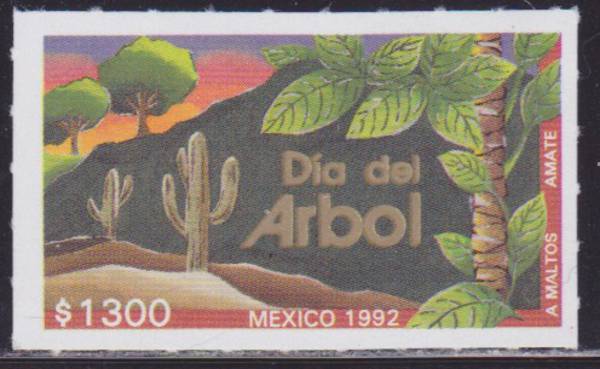 Día del
Arbol
$1300
MEXICO 1992
A MALTOS
AMATE